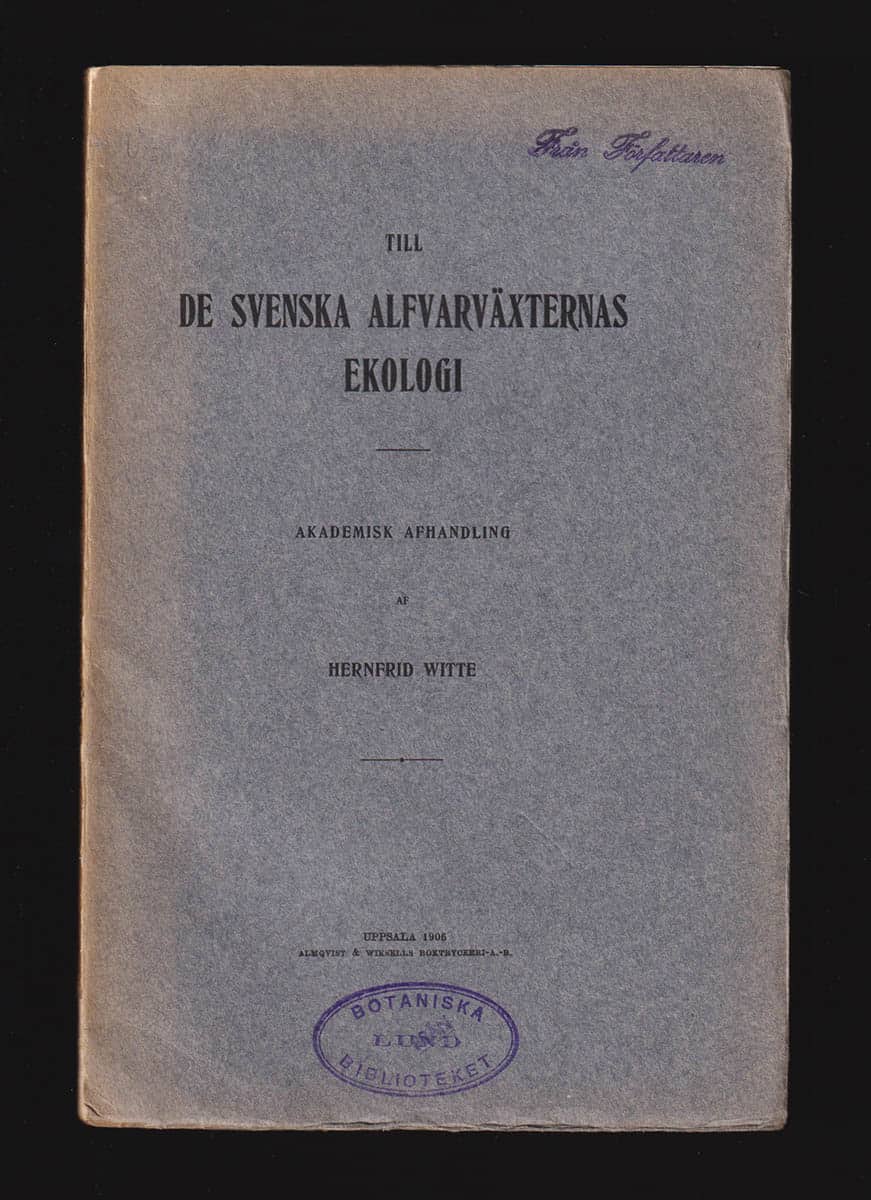 Från Författaren
TILL
DE SVENSKA ALFVARVÄXTERNAS
EKOLOGI
AKADEMISK AFHANDLING
AF
HERNFRID WITTE
UPPSALA 1906
ALMQVIST & WIKSELLS BOKTRYCKERI-A.-B.
BOTANISKA
LUND
BIBLIOTEKET